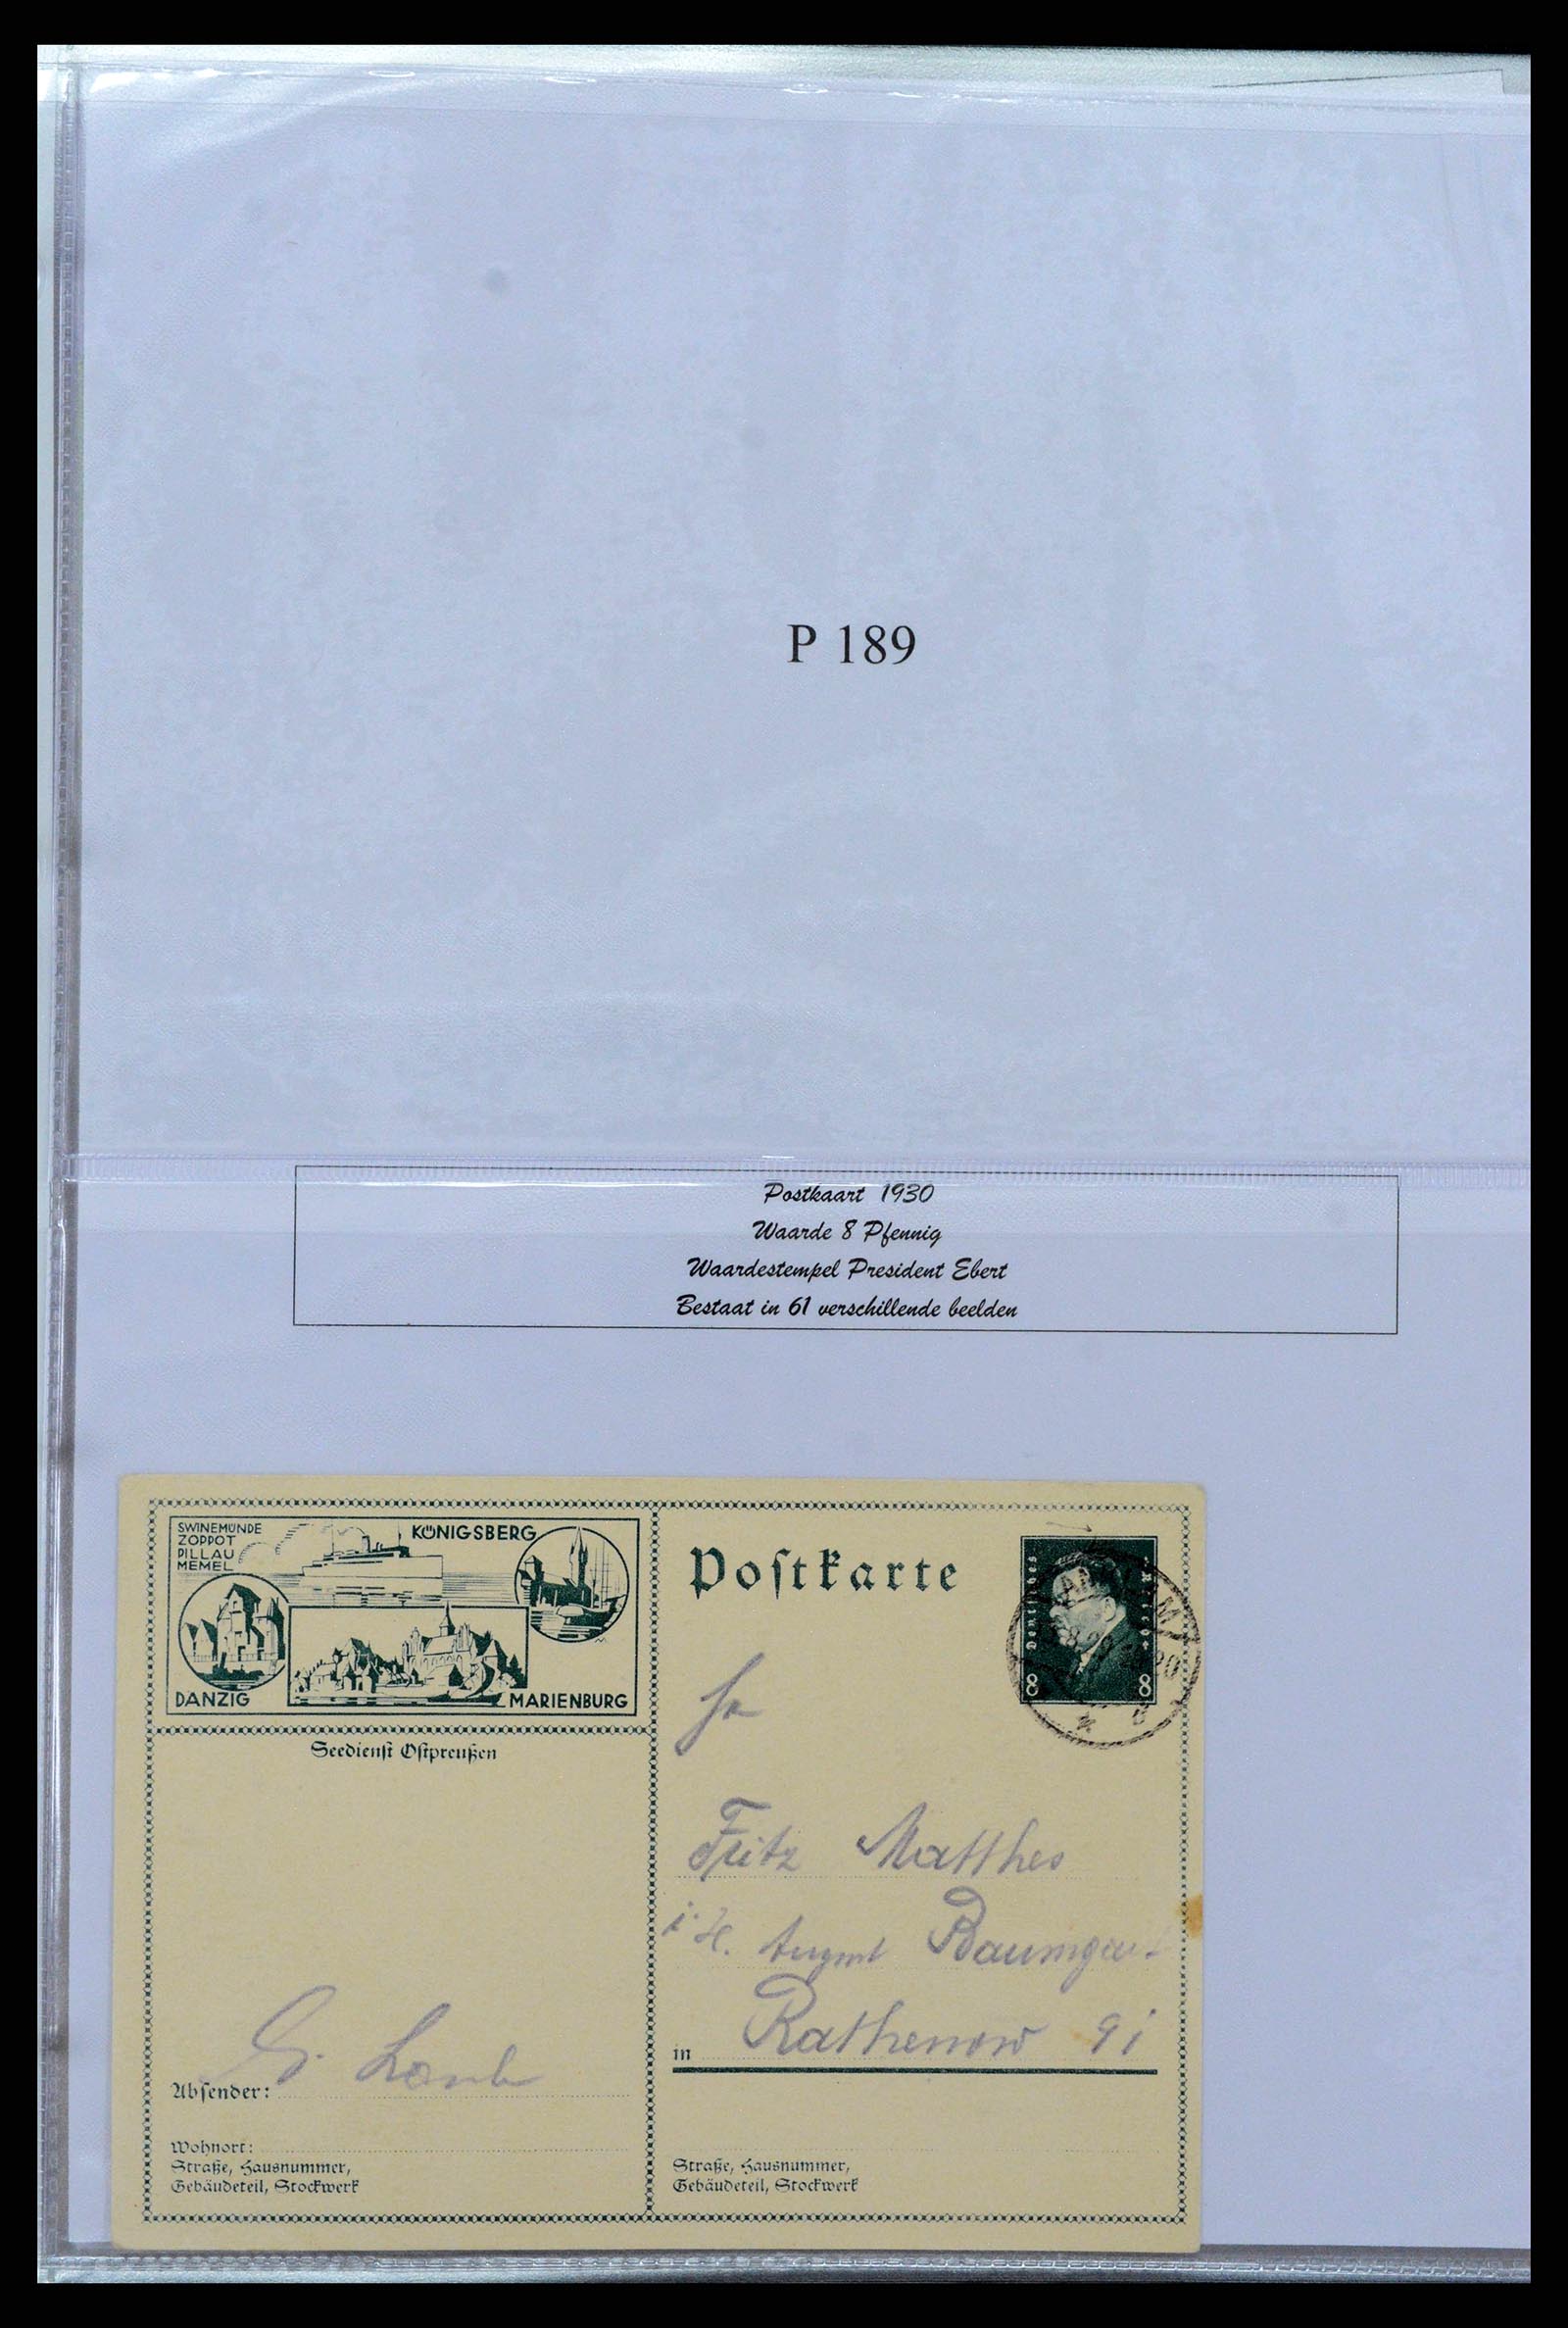 P 189
Postkaart 1930
Waarde 8 Pfennig
Waardestempel President Ebert
Bestaat in 61 verschillende beelden
SWINEMÜNDE
ZOPPOT
PILLAU
MEMEL
KÖNIGSBERG
DANZIG
MARIENBURG
Seedienst Ostpreußen
Absender:
Wohnort:
Straße, Hausnummer,
Gebäudeteil, Stockwerk
Postkarte
Deutsches
8 8
Fritz Matthes
Baumgart
in Rathenow
Straße, Hausnummer,
Gebäudeteil, Stockwerk